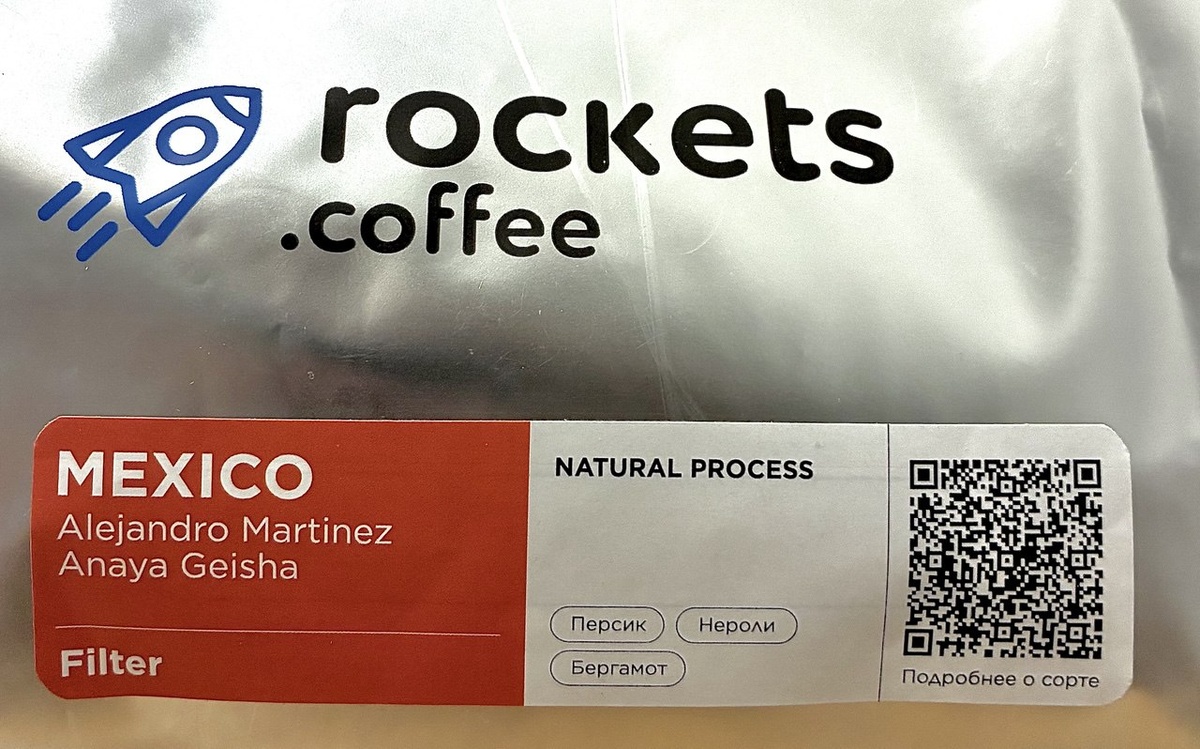 rockets
.coffee
MEXICO
Alejandro Martinez
Anaya Geisha
Filter
NATURAL PROCESS
Персик Нероли
Бергамот
Подробнее о сорте